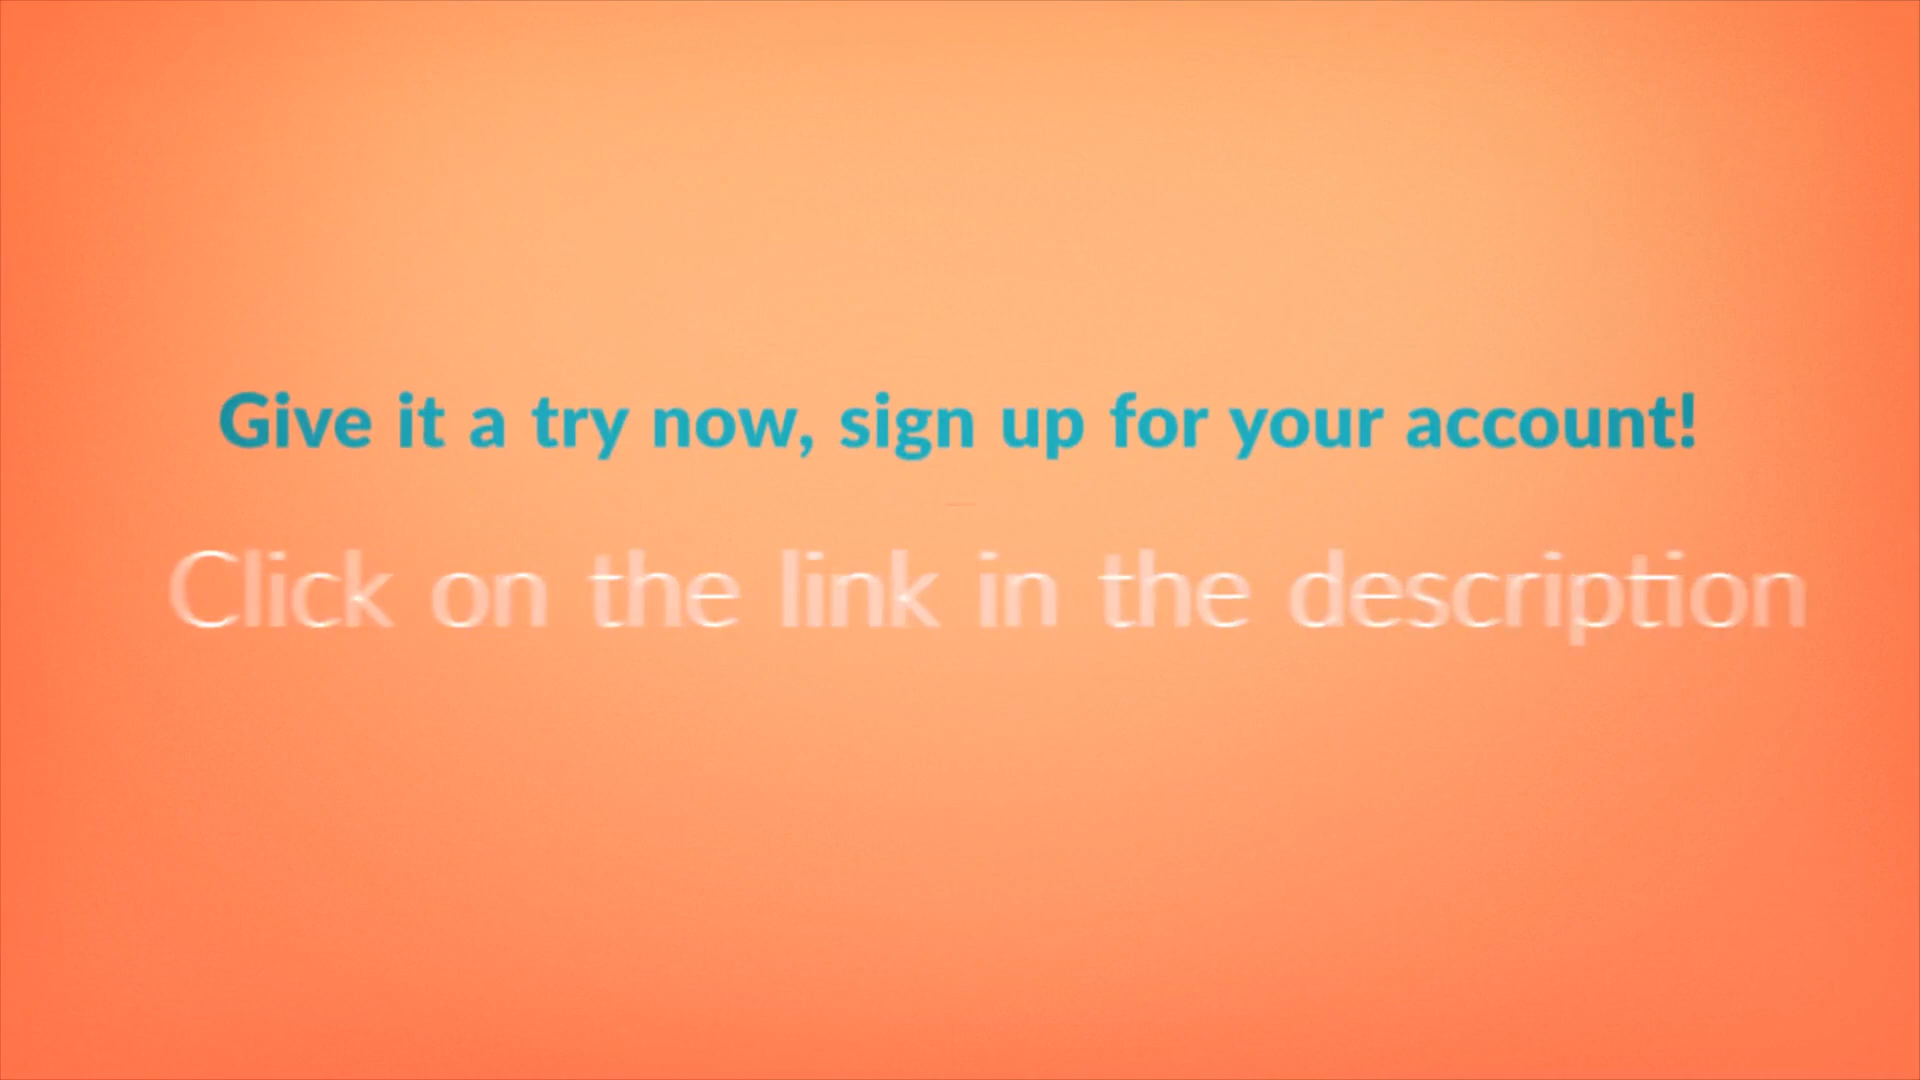 Give it a try now, sign up for your account!
Click on the link in the description